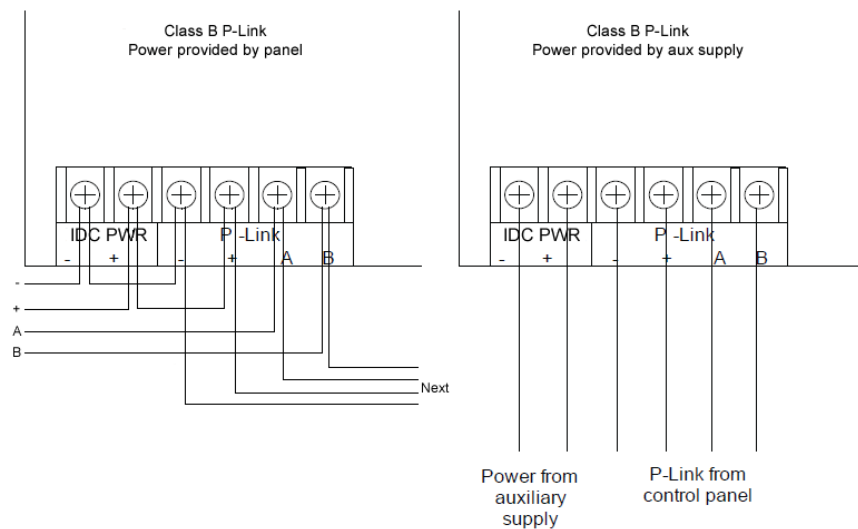 Class B P-Link
Power provided by panel
IDC PWR
P -Link
- + - + A B
-
+
A
B
Next
Class B P-Link
Power provided by aux supply
IDC PWR
P -Link
- + - + A B
Power from
auxiliary
supply
P-Link from
control panel